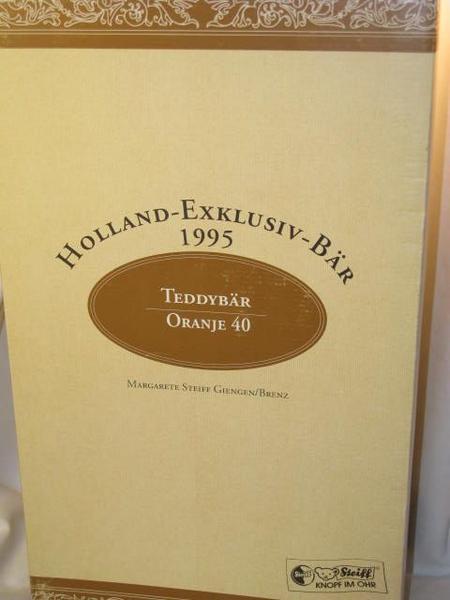 HOLLAND-EXKLUSIV-BÄR
1995
TEDDYBÄR
ORANJE 40
MARGARETE STEIFF GIENGEN/BRENZ
Steiff
KNOPF IM OHR